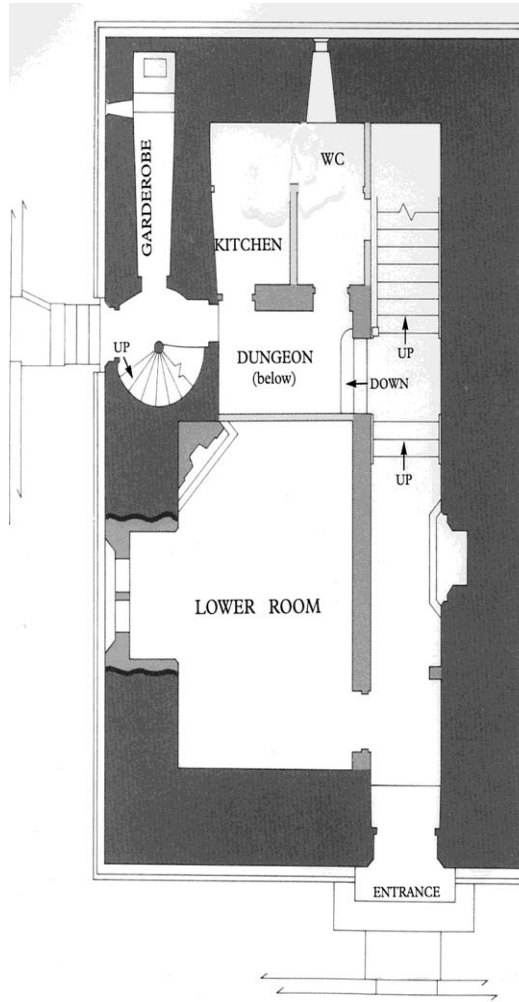 WC
GARDEROBE
KITCHEN
UP
DUNGEON
(below)
UP
DOWN
UP
LOWER ROOM
ENTRANCE